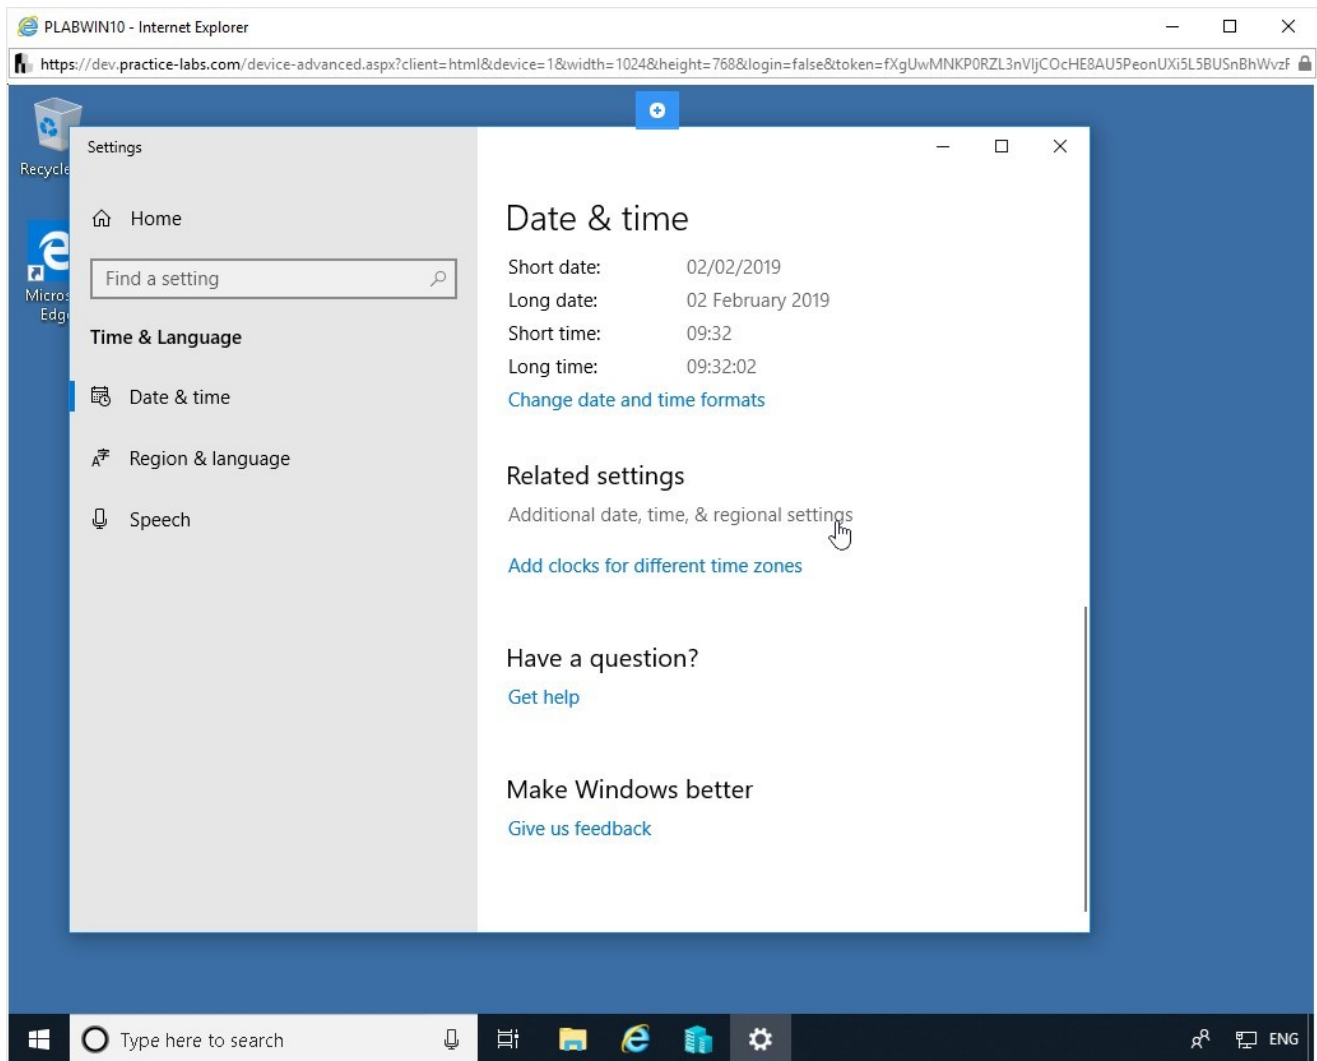 PLABWIN10 - Internet Explorer
https://dev.practice-labs.com/device-advanced.aspx?client=html&device=1&width=1024&height=768&login=false&token=fXgUwMNKP0RZL3nVIjCOcHE8AU5PeonUXi5L5BUSnBhWvzF
Recycle
Micros
Edg
Settings
Home
Find a setting
Time & Language
Date & time
Region & language
Speech
Date & time
Short date: 02/02/2019
Long date: 02 February 2019
Short time: 09:32
Long time: 09:32:02
Change date and time formats
Related settings
Additional date, time, & regional settings
Add clocks for different time zones
Have a question?
Get help
Make Windows better
Give us feedback
Type here to search
ENG